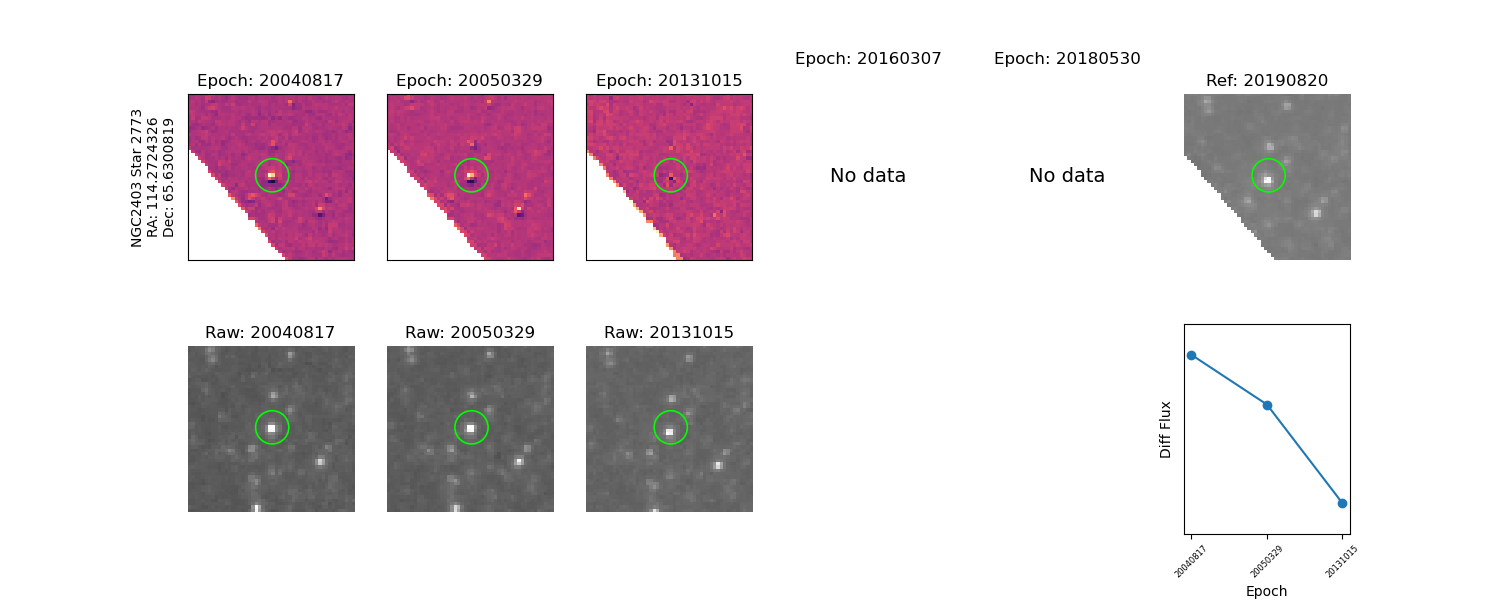 Epoch: 20040817
Epoch: 20050329
Epoch: 20131015
Epoch: 20160307
Epoch: 20180530
Ref: 20190820
NGC2403 Star 2773
RA: 114.2724326
Dec: 65.6300819
No data
No data
Raw: 20040817
Raw: 20050329
Raw: 20131015
Diff Flux
20040817
20050329
20131015
Epoch